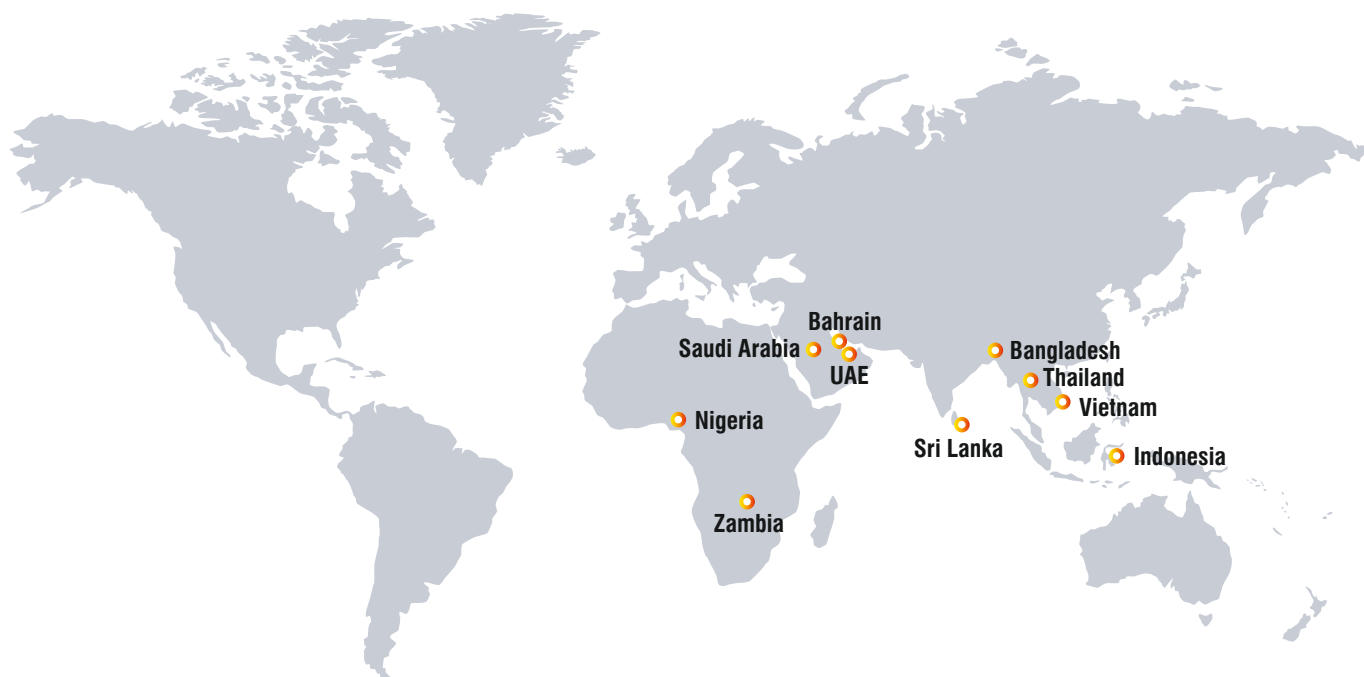 Bahrain
Saudi Arabia
UAE
Bangladesh
Thailand
Vietnam
Nigeria
Sri Lanka
Indonesia
Zambia